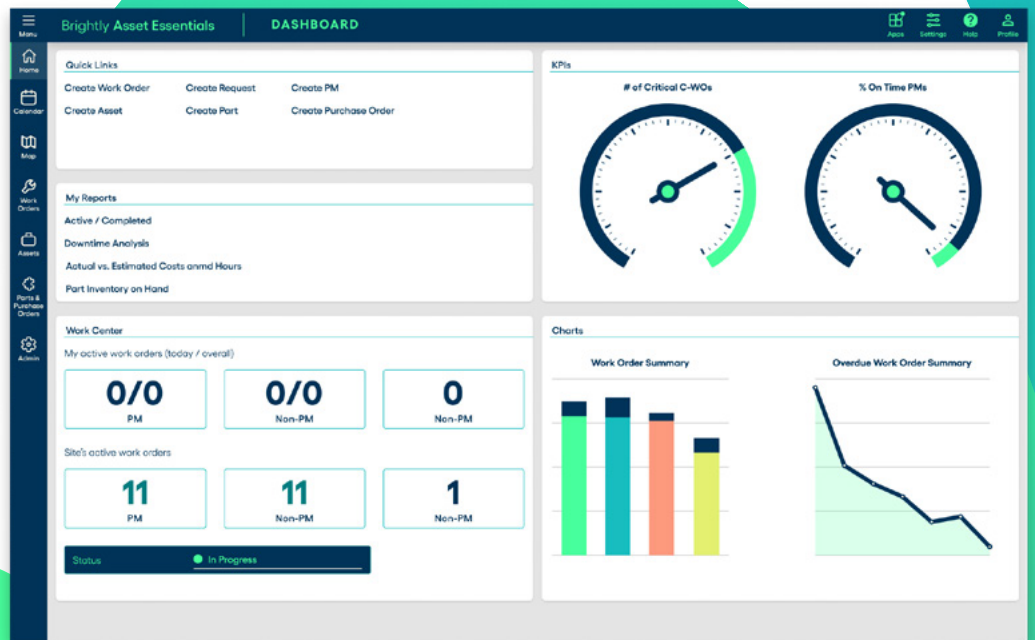 Menu
Brightly Asset Essentials
DASHBOARD
Apps
Settings
Help
Profile
Home
Calendar
Map
Work
Orders
Assets
Parts &
Purchase
Orders
Admin
Quick Links
Create Work Order
Create Request
Create PM
Create Asset
Create Part
Create Purchase Order
My Reports
Active / Completed
Downtime Analysis
Actual vs. Estimated Costs anmd Hours
Part Inventory on Hand
KPIs
# of Critical C-WOs
% On Time PMs
Work Center
My active work orders (today / overall)
0/0
PM
0/0
Non-PM
0
Non-PM
Site's active work orders
11
PM
11
Non-PM
1
Non-PM
Status
In Progress
Charts
Work Order Summary
Overdue Work Order Summary